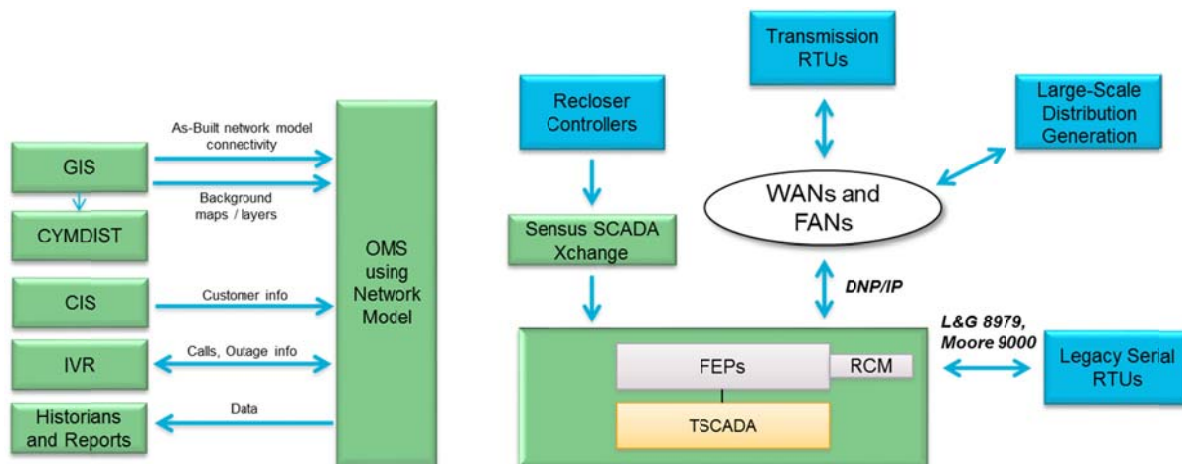 As-Built network model
connectivity
GIS
Background
maps / layers
CYMDIST
CIS
Customer info
IVR
Calls, Outage info
Historians
and Reports
Data
OMS
using
Network
Model
Recloser
Controllers
Sensus SCADA
Xchange
Transmission
RTUs
Large-Scale
Distribution
Generation
WANs and
FANs
DNP/IP
L&G 8979,
Moore 9000
Legacy Serial
RTUs
FEPs
RCM
TSCADA